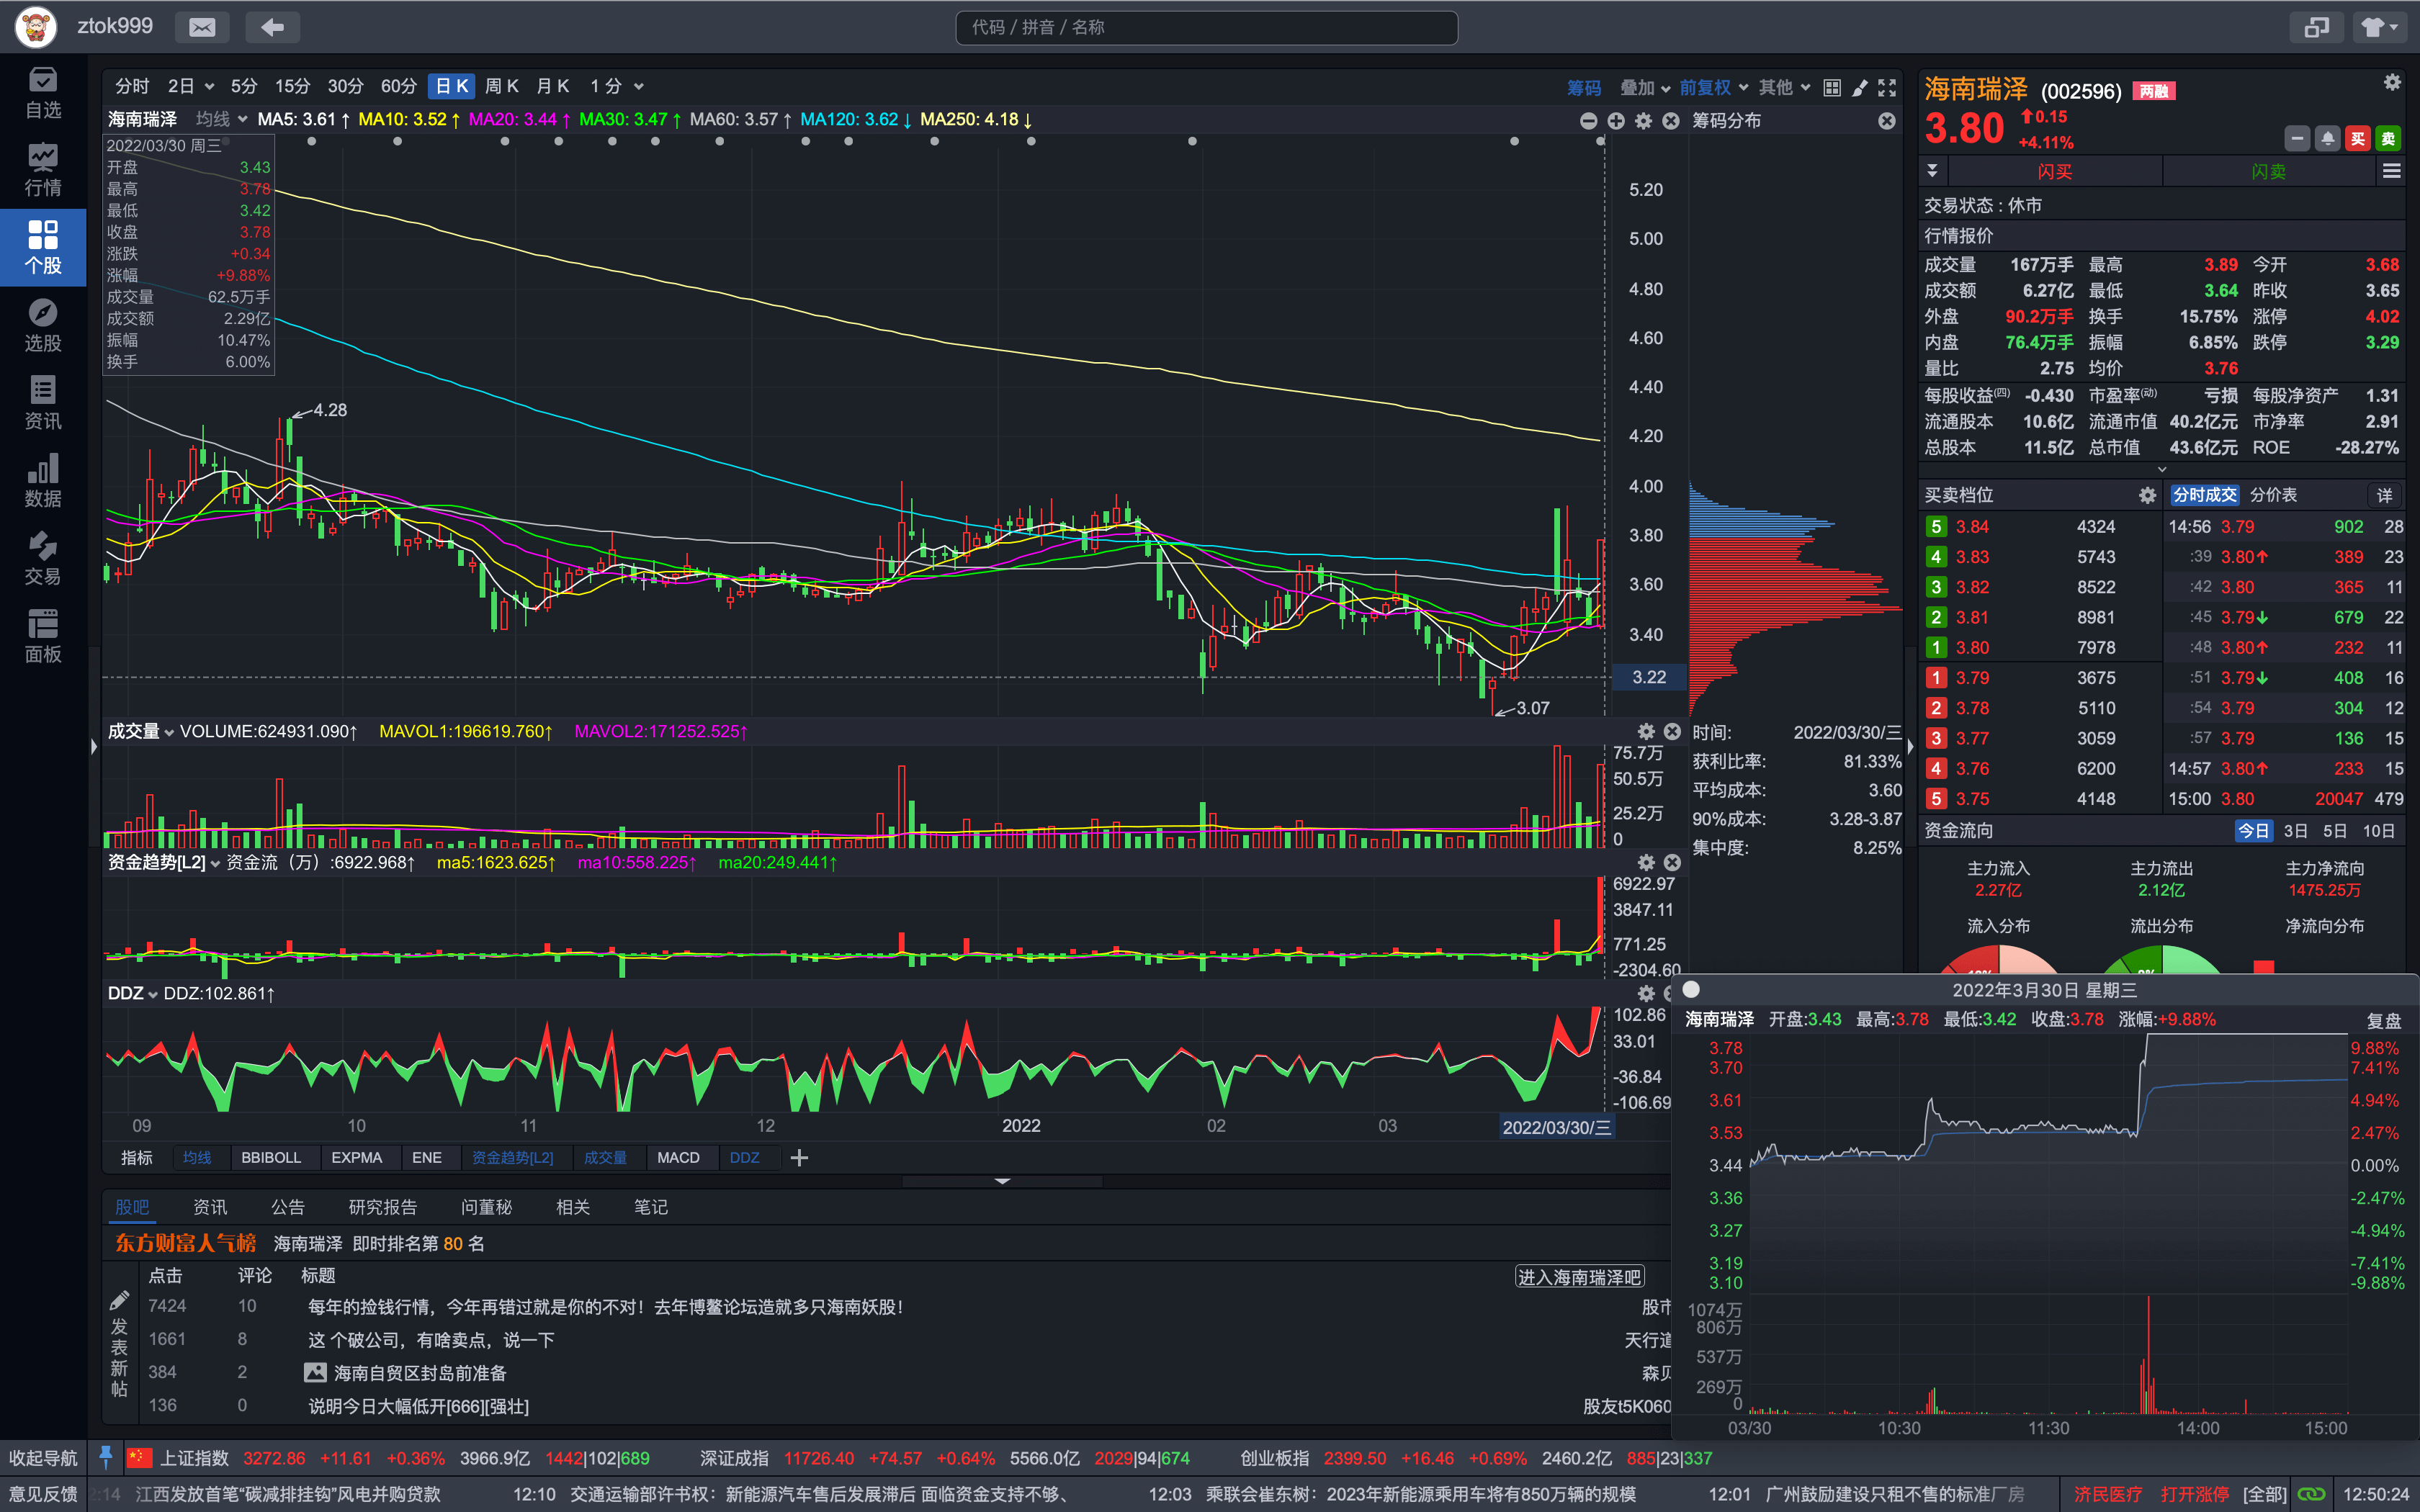 ztok999
代码 / 拼音 / 名称
自选
行情
个股
选股
资讯
数据
交易
面板
分时 2日 5分 15分 30分 60分 日K 周K 月K 1分
筹码 叠加 前复权 其他
海南瑞泽 均线 MA5: 3.61↑ MA10: 3.52↑ MA20: 3.44↑ MA30: 3.47↑ MA60: 3.57↑ MA120: 3.62↓ MA250: 4.18↓
筹码分布
2022/03/30 周三
开盘 3.43
最高 3.78
最低 3.42
收盘 3.78
涨跌 +0.34
涨幅 +9.88%
成交量 62.5万手
成交额 2.29亿
振幅 10.47%
换手 6.00%
4.28
3.07
5.20
5.00
4.80
4.60
4.40
4.20
4.00
3.80
3.60
3.40
3.22
成交量 VOLUME:624931.090↑ MAVOL1:196619.760↑ MAVOL2:171252.525↑
75.7万
50.5万
25.2万
0
资金趋势[L2] 资金流（万）:6922.968↑ ma5:1623.625↑ ma10:558.225↑ ma20:249.441↑
6922.97
3847.11
771.25
-2304.60
DDZ DDZ:102.861↑
102.86
33.01
-36.84
-106.69
09 10 11 12 2022 02 03 2022/03/30/三
时间: 2022/03/30/三
获利比率: 81.33%
平均成本: 3.60
90%成本: 3.28-3.87
集中度: 8.25%
指标 均线 BBIBOLL EXPMA ENE 资金趋势[L2] 成交量 MACD DDZ
股吧 资讯 公告 研究报告 问董秘 相关 笔记
东方财富人气榜 海南瑞泽 即时排名第 80 名
点击 评论 标题 进入海南瑞泽吧
发表新帖
7424 10 每年的捡钱行情，今年再错过就是你的不对！去年博鳌论坛造就多只海南妖股！ 股市
1661 8 这 个破公司，有啥卖点，说一下 天行道
384 2 海南自贸区封岛前准备
136 0 说明今日大幅低开[666][强壮] 股友t5K060
海南瑞泽 (002596) 两融
3.80 0.15
+4.11%
买 卖
闪买 闪卖
交易状态 : 休市
行情报价
成交量 167万手 最高 3.89 今开 3.68
成交额 6.27亿 最低 3.64 昨收 3.65
外盘 90.2万手 换手 15.75% 涨停 4.02
内盘 76.4万手 振幅 6.85% 跌停 3.29
量比 2.75 均价 3.76
每股收益(四) -0.430 市盈率(动) 亏损 每股净资产 1.31
流通股本 10.6亿 流通市值 40.2亿元 市净率 2.91
总股本 11.5亿 总市值 43.6亿元 ROE -28.27%
买卖档位 分时成交 分价表 详
5 3.84 4324 14:56 3.79 902 28
4 3.83 5743 :39 3.80↑ 389 23
3 3.82 8522 :42 3.80 365 11
2 3.81 8981 :45 3.79↓ 679 22
1 3.80 7978 :48 3.80↑ 232 11
1 3.79 3675 :51 3.79↓ 408 16
2 3.78 5110 :54 3.79 304 12
3 3.77 3059 :57 3.79 136 15
4 3.76 6200 14:57 3.80↑ 233 15
5 3.75 4148 15:00 3.80 20047 479
资金流向 今日 3日 5日 10日
主力流入 主力流出 主力净流向
2.27亿 2.12亿 1475.25万
流入分布 流出分布 净流向分布
2022年3月30日 星期三
海南瑞泽 开盘:3.43 最高:3.78 最低:3.42 收盘:3.78 涨幅:+9.88% 复盘
3.78 9.88%
3.70 7.41%
3.61 4.94%
3.53 2.47%
3.44 0.00%
3.36 -2.47%
3.27 -4.94%
3.19 -7.41%
3.10 -9.88%
1074万
806万
537万
269万
0
03/30 10:30 11:30 14:00 15:00
收起导航 上证指数 3272.86 +11.61 +0.36% 3966.9亿 1442|102|689 深证成指 11726.40 +74.57 +0.64% 5566.0亿 2029|94|674 创业板指 2399.50 +16.46 +0.69% 2460.2亿 885|23|337
意见反馈 2:14 江西发放首笔“碳减排挂钩”风电并购贷款 12:10 交通运输部许书权：新能源汽车售后发展滞后 面临资金支持不够、 12:03 乘联会崔东树：2023年新能源乘用车将有850万辆的规模 12:01 广州鼓励建设只租不售的标准厂房 济民医疗 打开涨停 [全部] 12:50:24